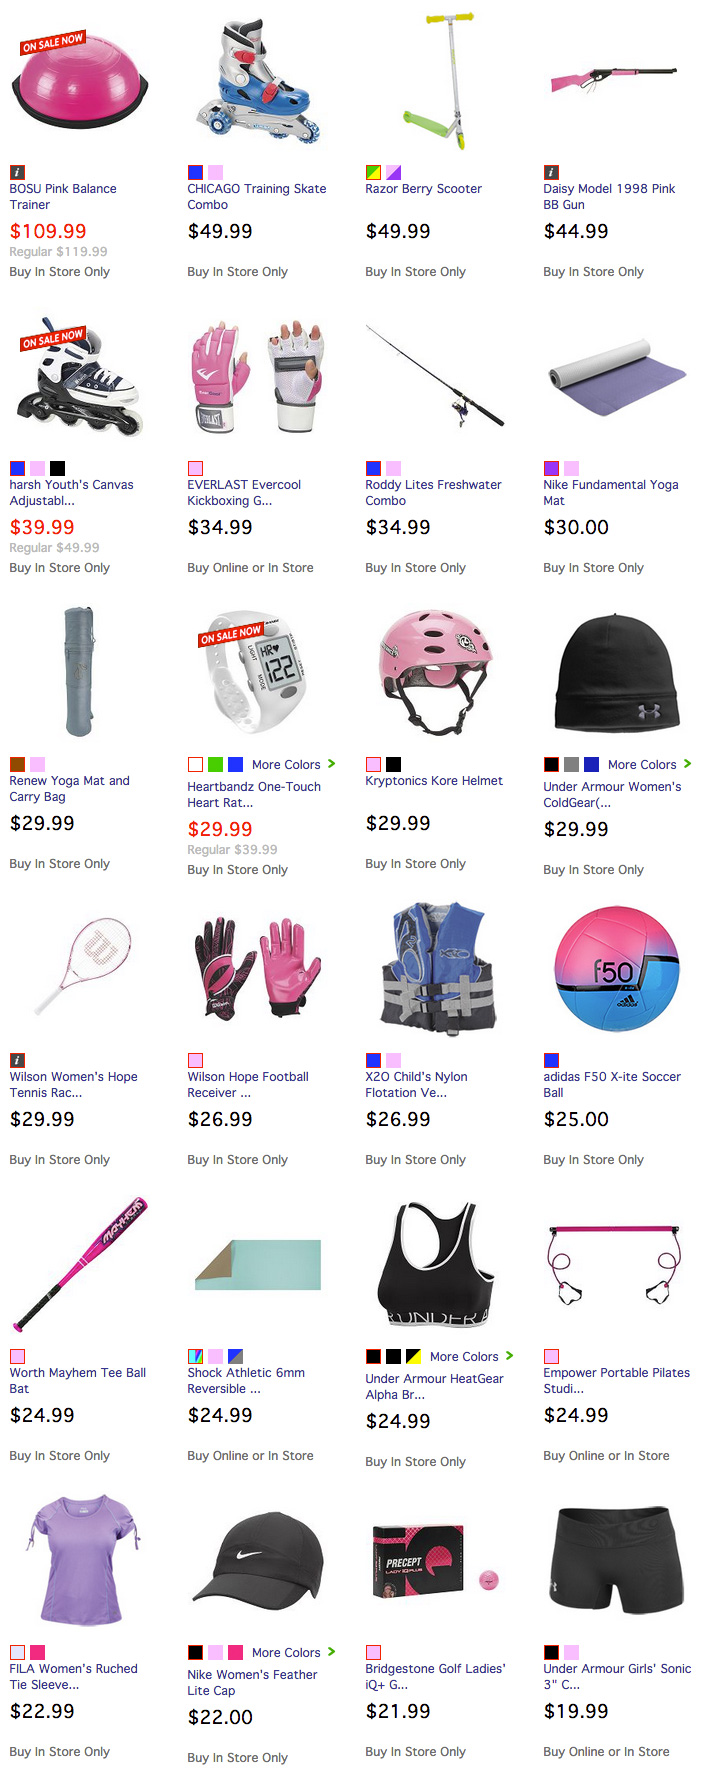 ON SALE NOW
BOSU Pink Balance
Trainer
$109.99
Regular $119.99
Buy In Store Only
CHICAGO Training Skate
Combo
$49.99
Buy In Store Only
Razor Berry Scooter
$49.99
Buy In Store Only
Daisy Model 1998 Pink
BB Gun
$44.99
Buy In Store Only
ON SALE NOW
harsh Youth's Canvas
Adjustabl...
$39.99
Regular $49.99
Buy In Store Only
EVERLAST
EVERLAST Evercool
Kickboxing G...
$34.99
Buy Online or In Store
Roddy Lites Freshwater
Combo
$34.99
Buy In Store Only
Nike Fundamental Yoga
Mat
$30.00
Buy In Store Only
Renew Yoga Mat and
Carry Bag
$29.99
Buy In Store Only
ON SALE NOW
LIGHT
MODE
HR
122
More Colors
Heartbandz One-Touch
Heart Rat...
$29.99
Regular $39.99
Buy In Store Only
Kryptonics Kore Helmet
$29.99
Buy In Store Only
More Colors
Under Armour Women's
ColdGear(...
$29.99
Buy In Store Only
W
Wilson Women's Hope
Tennis Rac...
$29.99
Buy In Store Only
Wilson Hope Football
Receiver ...
$26.99
Buy In Store Only
X2O
X2O Child's Nylon
Flotation Ve...
$26.99
Buy In Store Only
f50
adidas
adidas F50 X-ite Soccer
Ball
$25.00
Buy In Store Only
MAYHEM
Worth Mayhem Tee Ball
Bat
$24.99
Buy In Store Only
Shock Athletic 6mm
Reversible ...
$24.99
Buy Online or In Store
UNDER A
More Colors
Under Armour HeatGear
Alpha Br...
$24.99
Buy In Store Only
Empower Portable Pilates
Studi...
$24.99
Buy Online or In Store
FILA Women's Ruched
Tie Sleeve...
$22.99
Buy In Store Only
More Colors
Nike Women's Feather
Lite Cap
$22.00
Buy In Store Only
PRECEPT
LADY IQ PLUS
Bridgestone Golf Ladies'
iQ+ G...
$21.99
Buy In Store Only
Under Armour Girls' Sonic
3" C...
$19.99
Buy Online or In Store